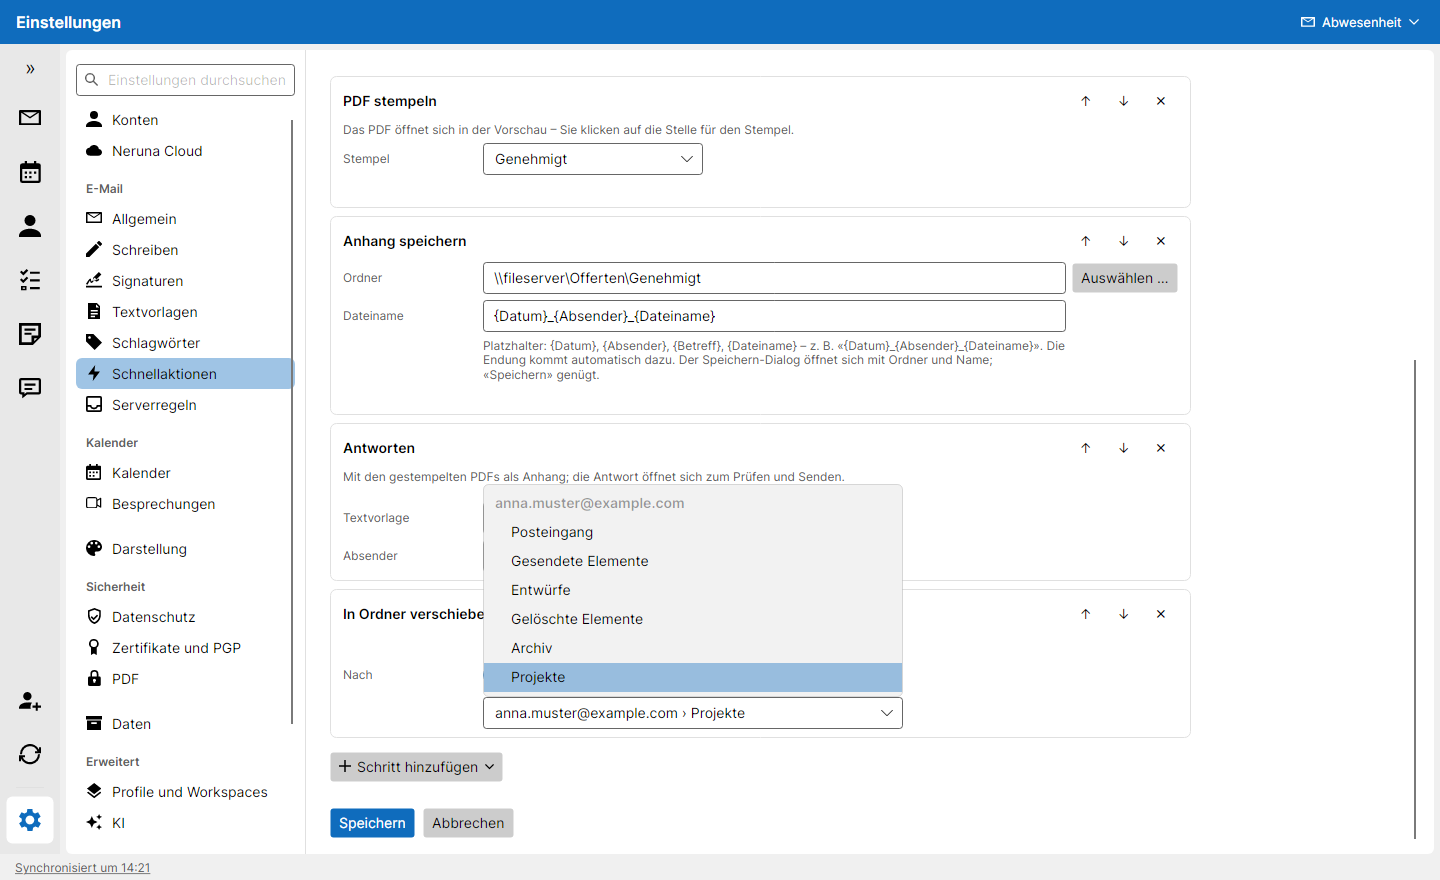 Einstellungen
Abwesenheit
»
Einstellungen durchsuchen
Konten
Neruna Cloud
E-Mail
Allgemein
Schreiben
Signaturen
Textvorlagen
Schlagwörter
Schnellaktionen
Serverregeln
Kalender
Kalender
Besprechungen
Darstellung
Sicherheit
Datenschutz
Zertifikate und PGP
PDF
Daten
Erweitert
Profile und Workspaces
KI
PDF stempeln
Das PDF öffnet sich in der Vorschau – Sie klicken auf die Stelle für den Stempel.
Stempel
Genehmigt
Anhang speichern
Ordner
\\fileserver\Offerten\Genehmigt
Auswählen ...
Dateiname
{Datum}_{Absender}_{Dateiname}
Platzhalter: {Datum}, {Absender}, {Betreff}, {Dateiname} – z. B. «{Datum}_{Absender}_{Dateiname}». Die
Endung kommt automatisch dazu. Der Speichern-Dialog öffnet sich mit Ordner und Name;
«Speichern» genügt.
Antworten
Mit den gestempelten PDFs als Anhang; die Antwort öffnet sich zum Prüfen und Senden.
Textvorlage
Absender
anna.muster@example.com
Posteingang
Gesendete Elemente
Entwürfe
Gelöschte Elemente
Archiv
Projekte
In Ordner verschiebe
Nach
anna.muster@example.com › Projekte
Schritt hinzufügen
Speichern
Abbrechen
Synchronisiert um 14:21